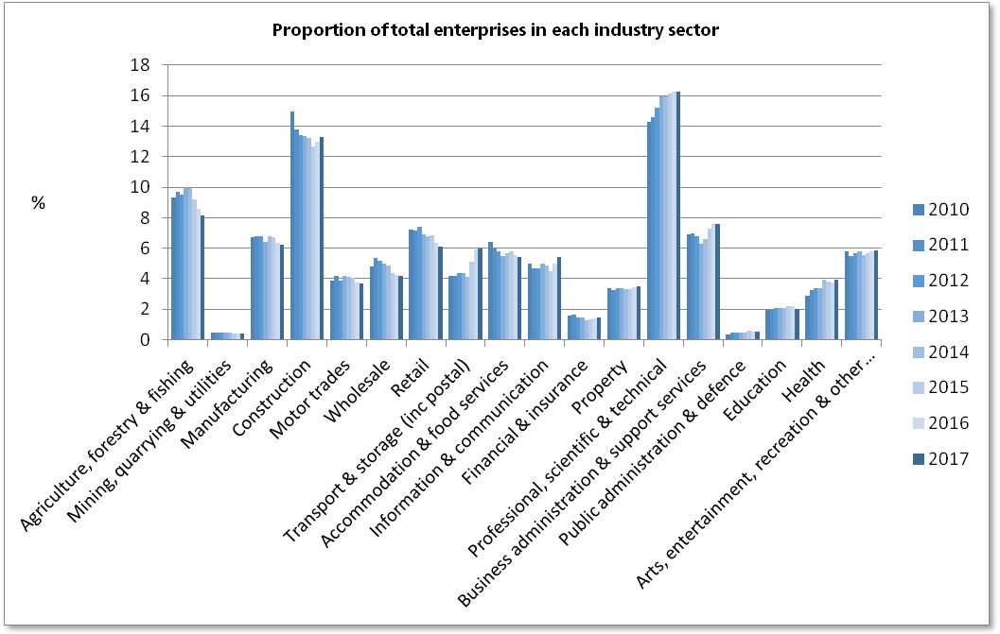 Proportion of total enterprises in each industry sector
18
16
14
12
10
8
6
4
2
0
%
Agriculture, forestry & fishing
Mining, quarrying & utilities
Manufacturing
Construction
Motor trades
Wholesale
Retail
Transport & storage (inc postal)
Accommodation & food services
Information & communication
Financial & insurance
Property
Professional, scientific & technical
Business administration & support services
Public administration & defence
Education
Health
Arts, entertainment, recreation & other...
2010
2011
2012
2013
2014
2015
2016
2017